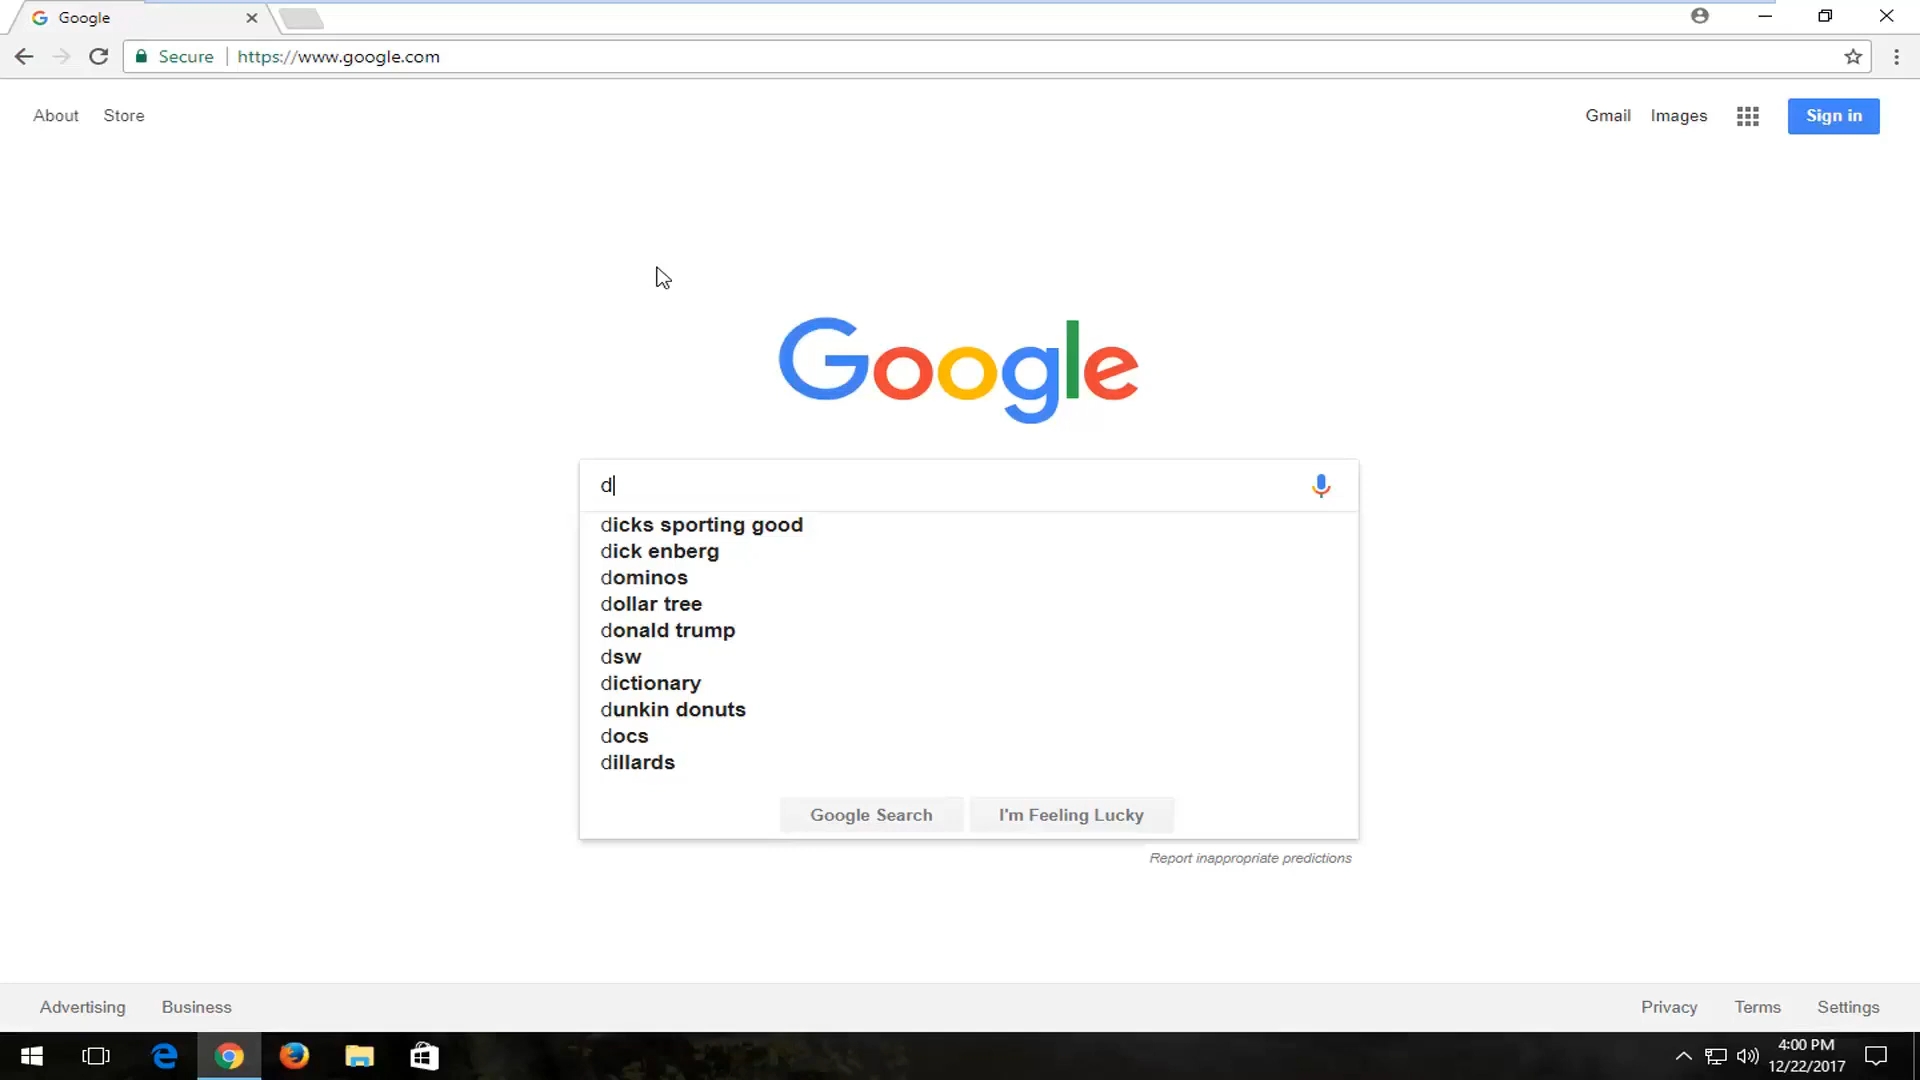 Google
Secure https://www.google.com
About Store Gmail Images Sign in
Google
d
dicks sporting good
dick enberg
dominos
dollar tree
donald trump
dsw
dictionary
dunkin donuts
docs
dillards
Google Search I'm Feeling Lucky
Report inappropriate predictions
Advertising Business Privacy Terms Settings
4:00 PM
12/22/2017